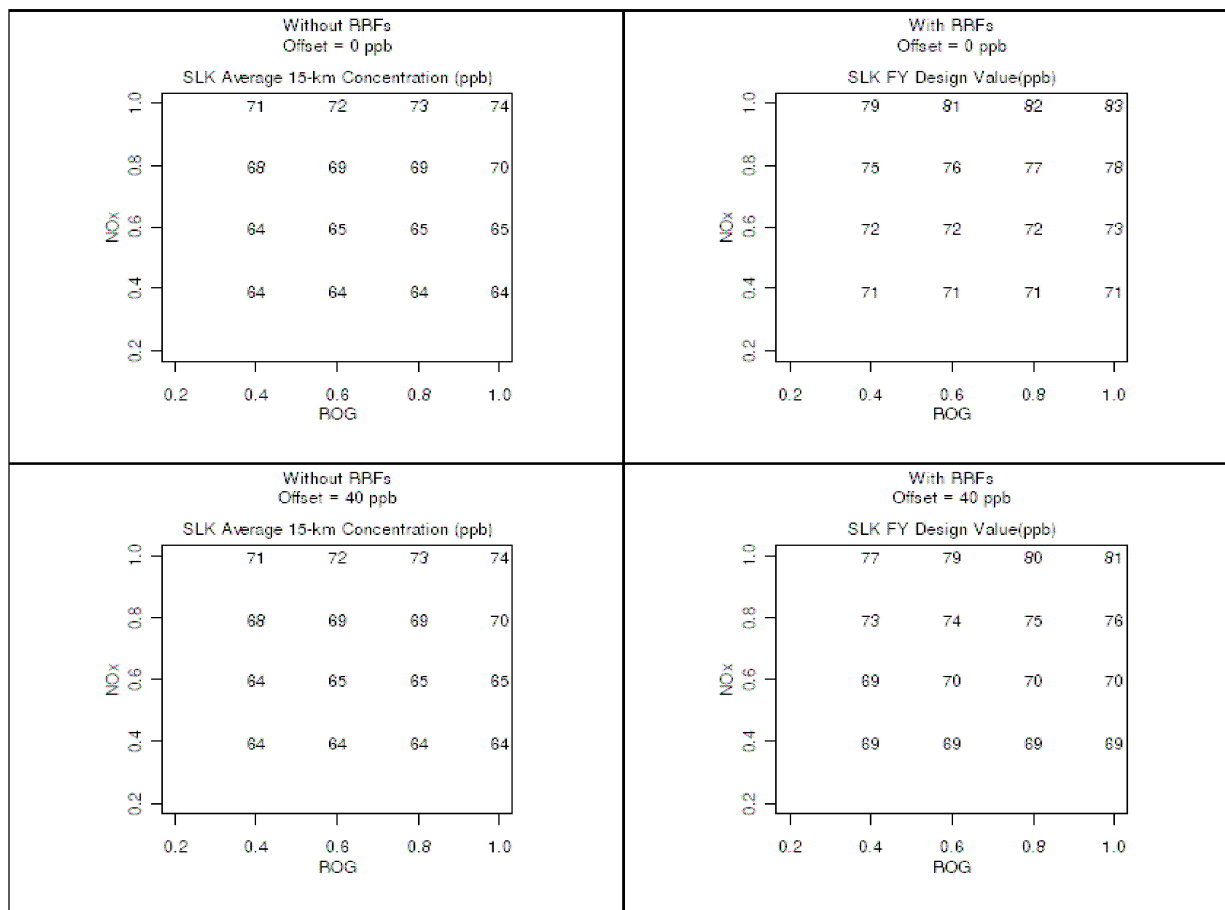 Without RRFs
Offset = 0 ppb
SLK Average 15-km Concentration (ppb)
1.0 71 72 73 74
0.8 68 69 69 70
NOx
0.6 64 65 65 65
0.4 64 64 64 64
0.2
0.2 0.4 0.6 0.8 1.0
ROG
With RRFs
Offset = 0 ppb
SLK FY Design Value(ppb)
1.0 79 81 82 83
0.8 75 76 77 78
NOx
0.6 72 72 72 73
0.4 71 71 71 71
0.2
0.2 0.4 0.6 0.8 1.0
ROG
Without RRFs
Offset = 40 ppb
SLK Average 15-km Concentration (ppb)
1.0 71 72 73 74
0.8 68 69 69 70
NOx
0.6 64 65 65 65
0.4 64 64 64 64
0.2
0.2 0.4 0.6 0.8 1.0
ROG
With RRFs
Offset = 40 ppb
SLK FY Design Value(ppb)
1.0 77 79 80 81
0.8 73 74 75 76
NOx
0.6 69 70 70 70
0.4 69 69 69 69
0.2
0.2 0.4 0.6 0.8 1.0
ROG